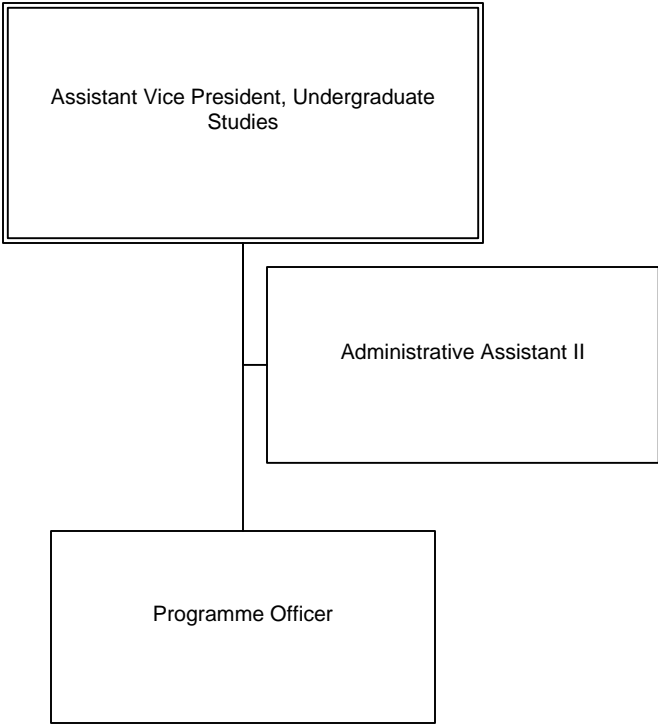 Assistant Vice President, Undergraduate
Studies
Administrative Assistant II
Programme Officer